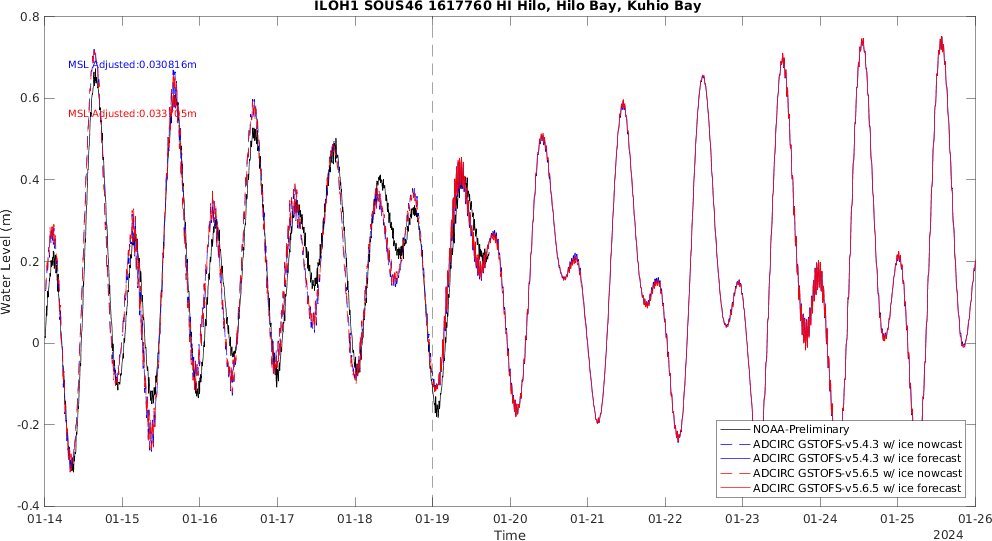 ILOH1 SOUS46 1617760 HI Hilo, Hilo Bay, Kuhio Bay
0.8
MSL Adjusted:0.030816m
0.6
MSL Adjusted:0.033705m
0.4
0.2
0
-0.2
-0.4
Water Level (m)
NOAA-Preliminary
ADCIRC GSTOFS-v5.4.3 w/ ice nowcast
ADCIRC GSTOFS-v5.4.3 w/ ice forecast
ADCIRC GSTOFS-v5.6.5 w/ ice nowcast
ADCIRC GSTOFS-v5.6.5 w/ ice forecast
01-14 01-15 01-16 01-17 01-18 01-19 01-20 01-21 01-22 01-23 01-24 01-25 01-26
Time
2024